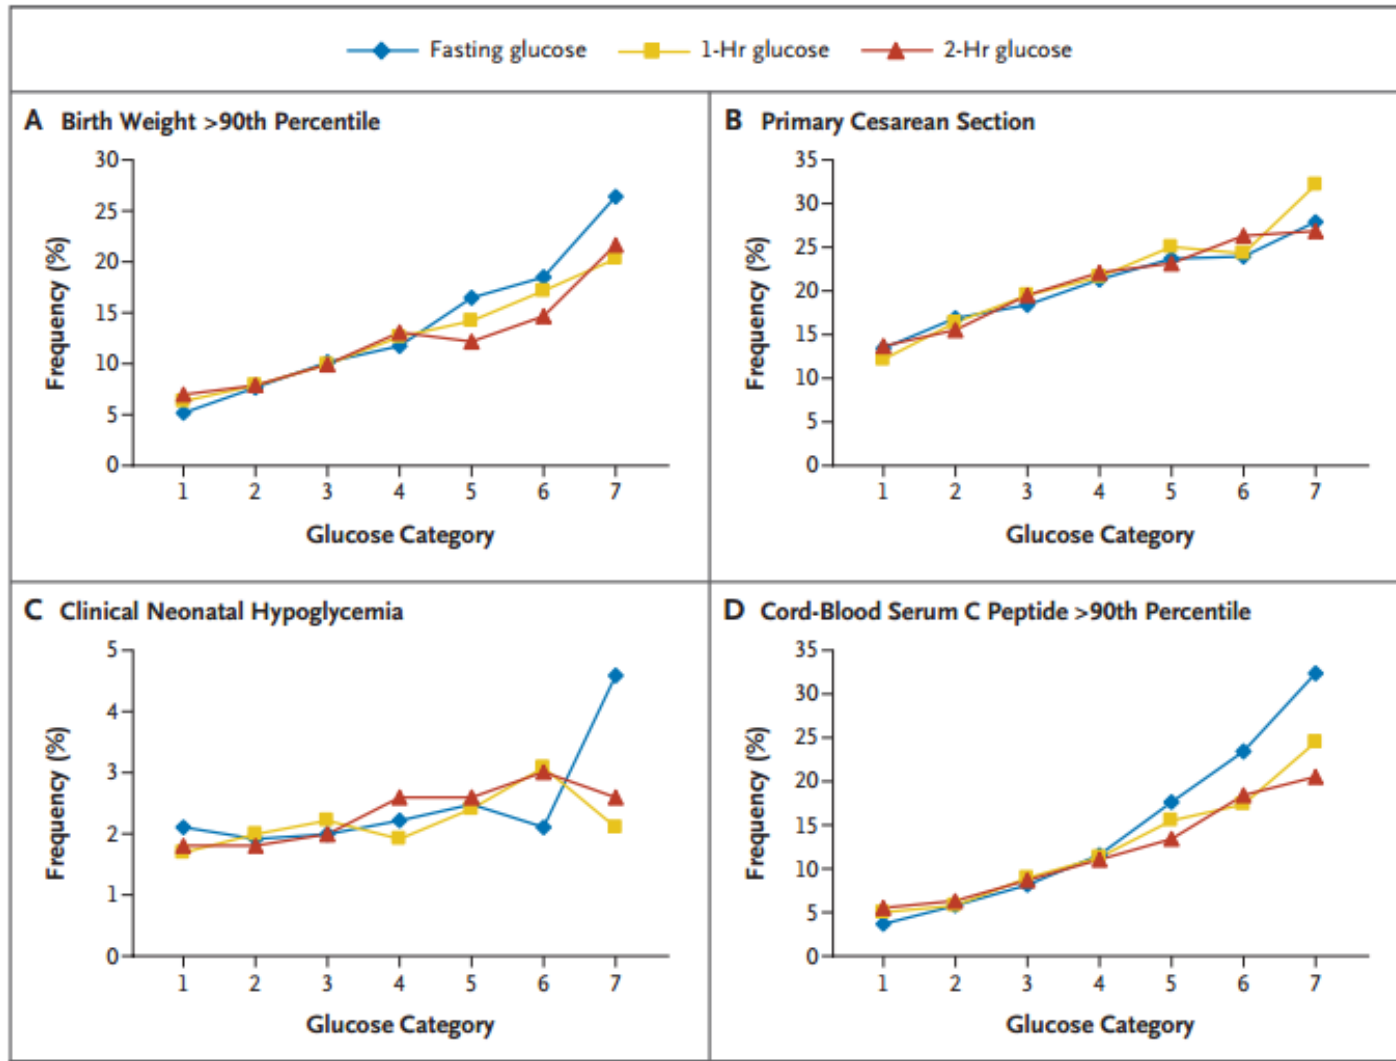 Fasting glucose 1-Hr glucose 2-Hr glucose
A Birth Weight >90th Percentile
30
25
20
15
10
5
0
Frequency (%)
1 2 3 4 5 6 7
Glucose Category
B Primary Cesarean Section
35
30
25
20
15
10
5
0
Frequency (%)
1 2 3 4 5 6 7
Glucose Category
C Clinical Neonatal Hypoglycemia
5
4
3
2
1
0
Frequency (%)
1 2 3 4 5 6 7
Glucose Category
D Cord-Blood Serum C Peptide >90th Percentile
35
30
25
20
15
10
5
0
Frequency (%)
1 2 3 4 5 6 7
Glucose Category